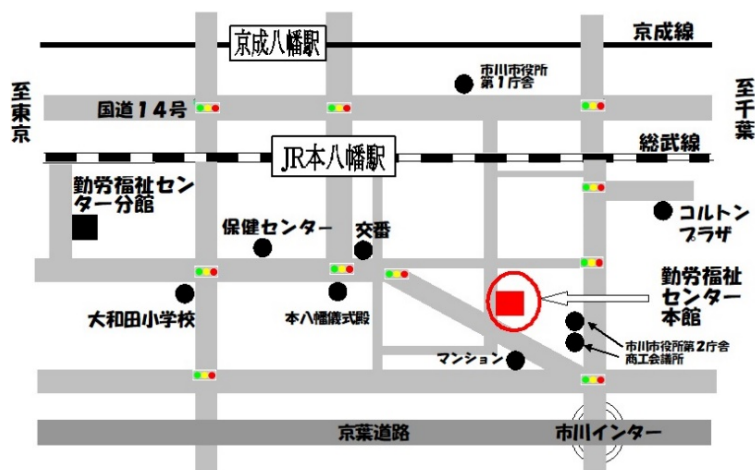 京成八幡駅
京成線
市川市役所
第1庁舎
至東京
至千葉
国道14号
総武線
JR本八幡駅
勤労福祉セン
ター分館
保健センター
交番
コルトン
プラザ
勤労福祉
センター
本館
大和田小学校
本八幡儀式殿
マンション
市川市役所第2庁舎
商工会議所
京葉道路
市川インター